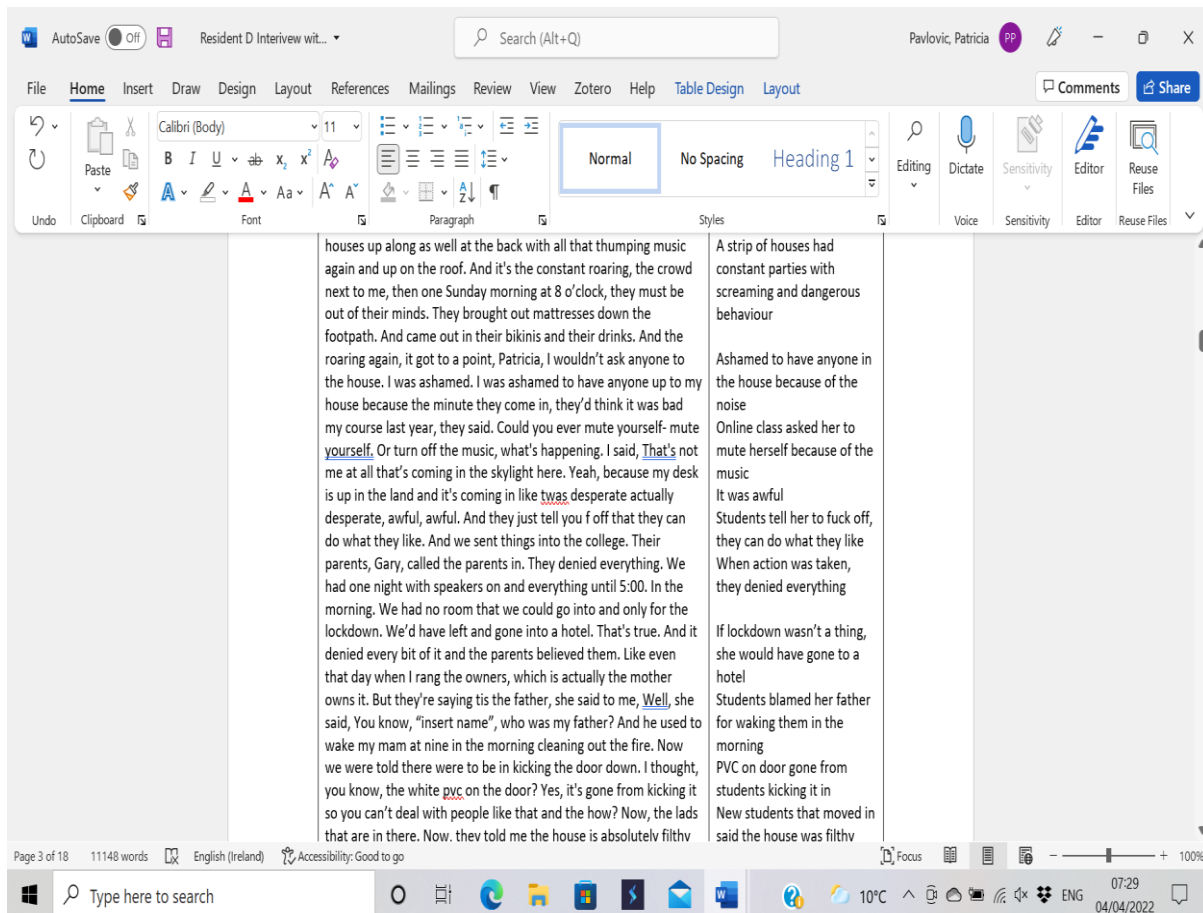 AutoSave Off Resident D Interivew wit... Search (Alt+Q) Pavlovic, Patricia PP
File Home Insert Draw Design Layout References Mailings Review View Zotero Help Table Design Layout Comments Share
Calibri (Body) 11
Paste
Normal No Spacing Heading 1
Editing Dictate Sensitivity Editor Reuse Files
Undo Clipboard Font Paragraph Styles Voice Sensitivity Editor Reuse Files
houses up along as well at the back with all that thumping music
again and up on the roof. And it's the constant roaring, the crowd
next to me, then one Sunday morning at 8 o'clock, they must be
out of their minds. They brought out mattresses down the
footpath. And came out in their bikinis and their drinks. And the
roaring again, it got to a point, Patricia, I wouldn't ask anyone to
the house. I was ashamed. I was ashamed to have anyone up to my
house because the minute they come in, they'd think it was bad
my course last year, they said. Could you ever mute yourself- mute
yourself. Or turn off the music, what's happening. I said, That's not
me at all that's coming in the skylight here. Yeah, because my desk
is up in the land and it's coming in like twas desperate actually
desperate, awful, awful. And they just tell you f off that they can
do what they like. And we sent things into the college. Their
parents, Gary, called the parents in. They denied everything. We
had one night with speakers on and everything until 5:00. In the
morning. We had no room that we could go into and only for the
lockdown. We'd have left and gone into a hotel. That's true. And it
denied every bit of it and the parents believed them. Like even
that day when I rang the owners, which is actually the mother
owns it. But they're saying tis the father, she said to me, Well, she
said, You know, “insert name”, who was my father? And he used to
wake my mam at nine in the morning cleaning out the fire. Now
we were told there were to be in kicking the door down. I thought,
you know, the white pvc on the door? Yes, it's gone from kicking it
so you can't deal with people like that and the how? Now, the lads
that are in there. Now, they told me the house is absolutely filthy
A strip of houses had
constant parties with
screaming and dangerous
behaviour
Ashamed to have anyone in
the house because of the
noise
Online class asked her to
mute herself because of the
music
It was awful
Students tell her to fuck off,
they can do what they like
When action was taken,
they denied everything
If lockdown wasn't a thing,
she would have gone to a
hotel
Students blamed her father
for waking them in the
morning
PVC on door gone from
students kicking it in
New students that moved in
said the house was filthy
Page 3 of 18 11148 words English (Ireland) Accessibility: Good to go Focus 100%
Type here to search 10°C ENG 07:29
04/04/2022